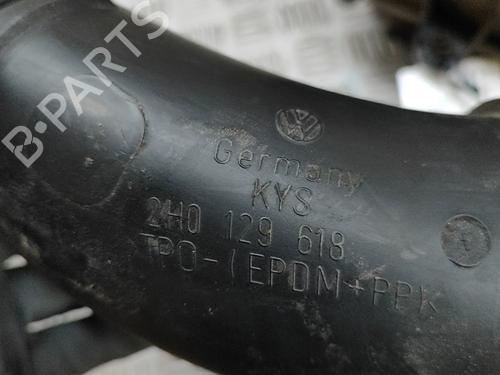 B-PARTS
Germany
KYS
2H0 129 618
TPO-(EPDM+PPK